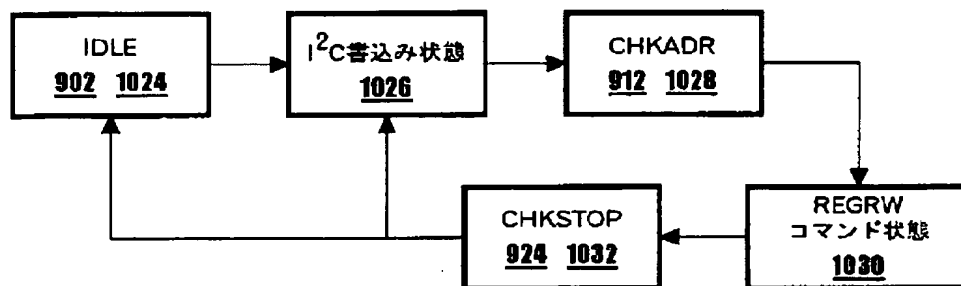 IDLE
902 1024
I²C書込み状態
1026
CHKADR
912 1028
CHKSTOP
924 1032
REGRW
コマンド状態
1030